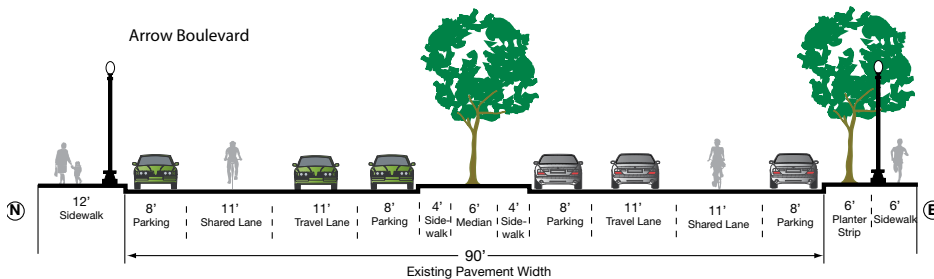 Arrow Boulevard
N
12'
Sidewalk
8'
Parking
11'
Shared Lane
11'
Travel Lane
8'
Parking
4'
Side-
walk
6'
Median
4'
Side-
walk
8'
Parking
11'
Travel Lane
11'
Shared Lane
8'
Parking
6'
Planter
Strip
6'
Sidewalk
90'
Existing Pavement Width